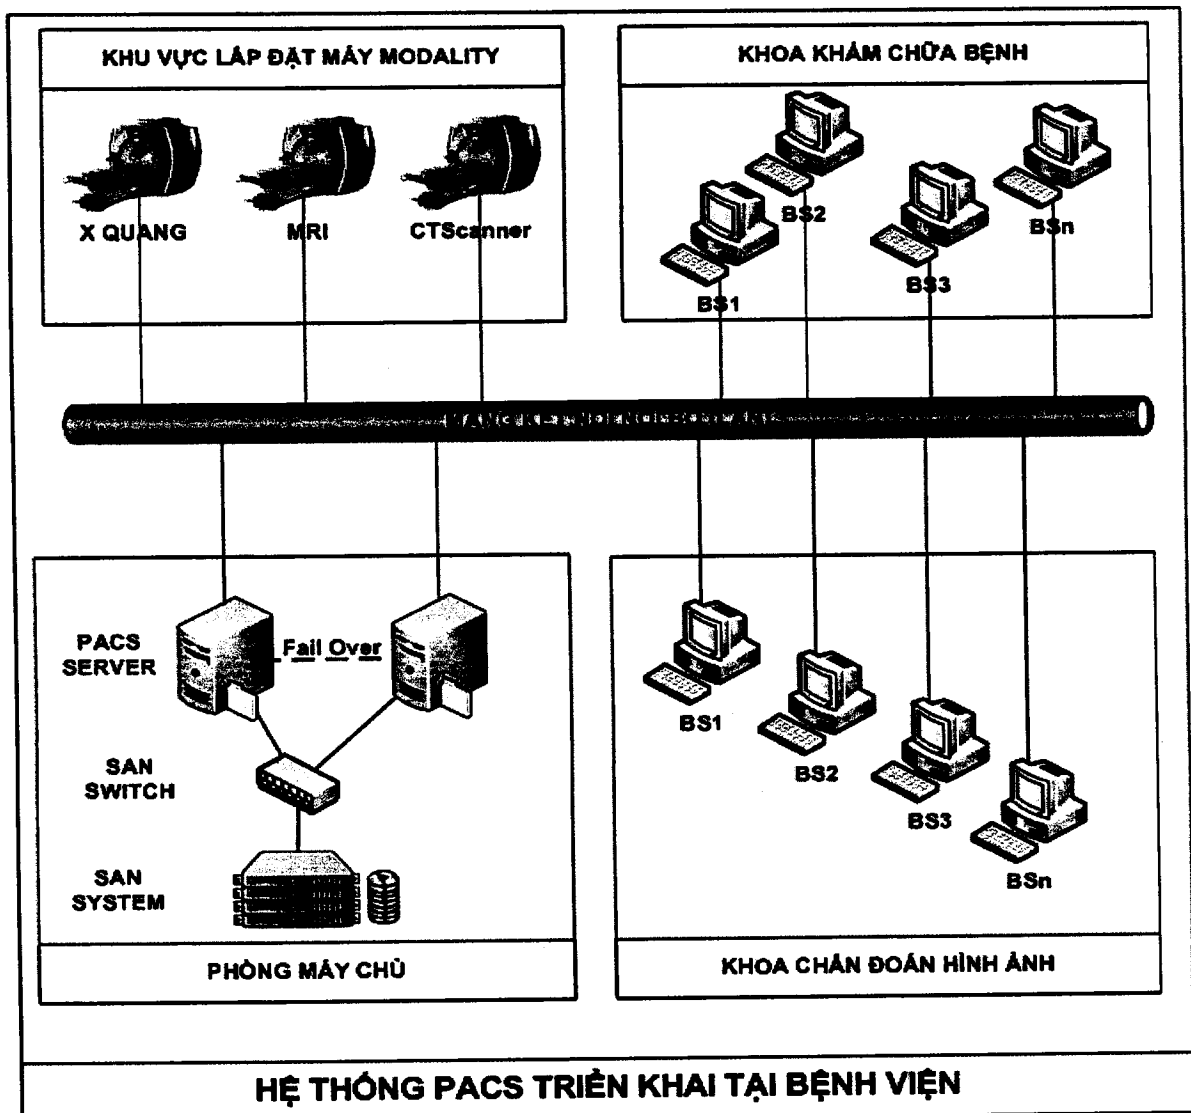 KHU VỰC LẮP ĐẶT MÁY MODALITY
X QUANG
MRI
CTScanner
KHOA KHÁM CHỮA BỆNH
BS1
BS2
BS3
BSn
PACS
SERVER
Fail Over
SAN
SWITCH
SAN
SYSTEM
PHÒNG MÁY CHỦ
BS1
BS2
BS3
BSn
KHOA CHẨN ĐOÁN HÌNH ẢNH
HỆ THỐNG PACS TRIỂN KHAI TẠI BỆNH VIỆN